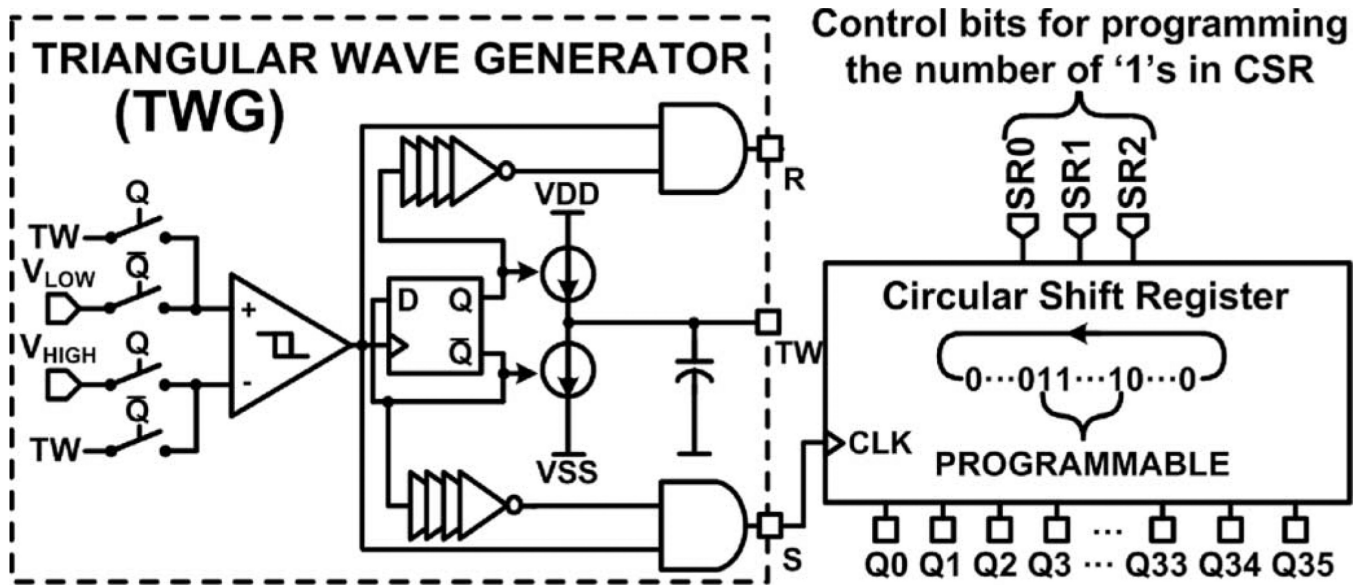 TRIANGULAR WAVE GENERATOR
(TWG)
Control bits for programming
the number of ‘1’s in CSR
SR0
SR1
SR2
R
VDD
Q
TW
Q̅
VLOW
+
D Q
Q̅
Q
VHIGH
-
Q̅
TW
TW
VSS
S
Circular Shift Register
0···011···10···0
CLK
PROGRAMMABLE
Q0 Q1 Q2 Q3 ··· Q33 Q34 Q35
···